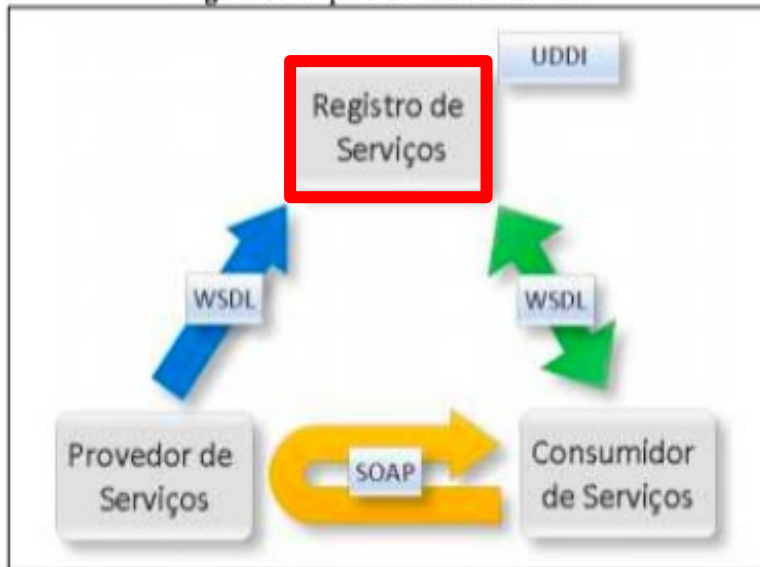 UDDI
Registro de
Serviços
WSDL
WSDL
Provedor de
Serviços
SOAP
Consumidor
de Serviços